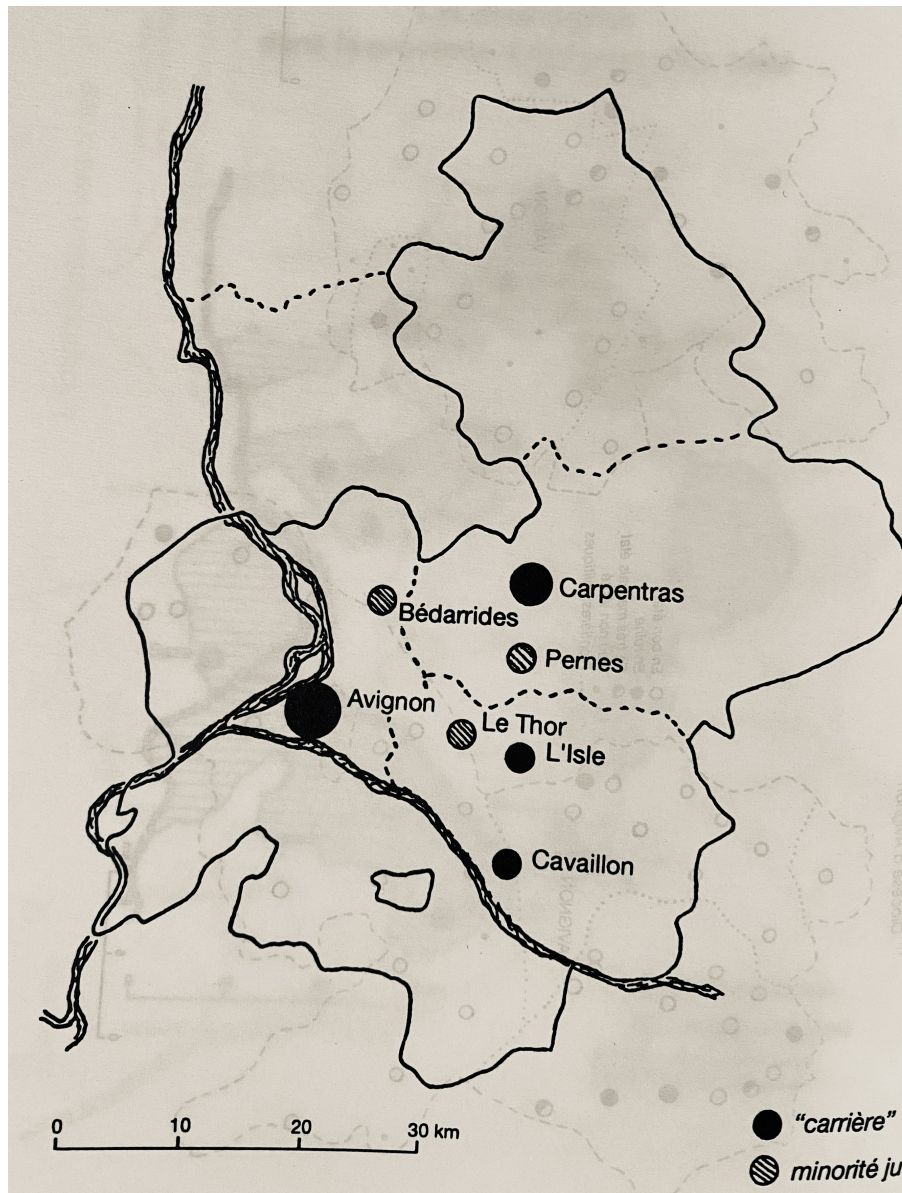 Carpentras
Bédarrides
Pernes
Avignon
Le Thor
L'Isle
Cavaillon
0 10 20 30 km
"carrière"
minorité ju